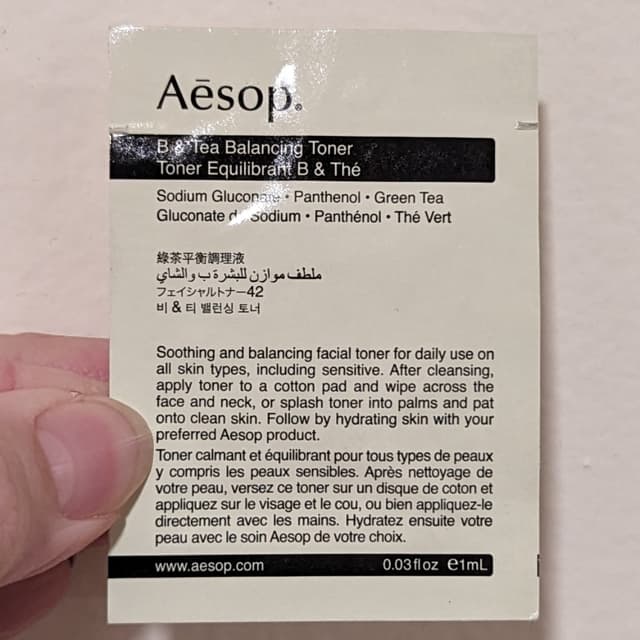 Aēsop®
B & Tea Balancing Toner
Toner Equilibrant B & Thé
Sodium Gluconate • Panthenol • Green Tea
Gluconate de Sodium • Panthénol • Thé Vert
綠茶平衡調理液
ملطف موازن للبشرة ب والشاي
フェイシャルトナー42
비 & 티 밸런싱 토너
Soothing and balancing facial toner for daily use on
all skin types, including sensitive. After cleansing,
apply toner to a cotton pad and wipe across the
face and neck, or splash toner into palms and pat
onto clean skin. Follow by hydrating skin with your
preferred Aesop product.
Toner calmant et équilibrant pour tous types de peaux
y compris les peaux sensibles. Après nettoyage de
votre peau, versez ce toner sur un disque de coton et
appliquez sur le visage et le cou, ou bien appliquez-le
directement avec les mains. Hydratez ensuite votre
peau avec le soin Aesop de votre choix.
www.aesop.com 0.03floz ℮1mL